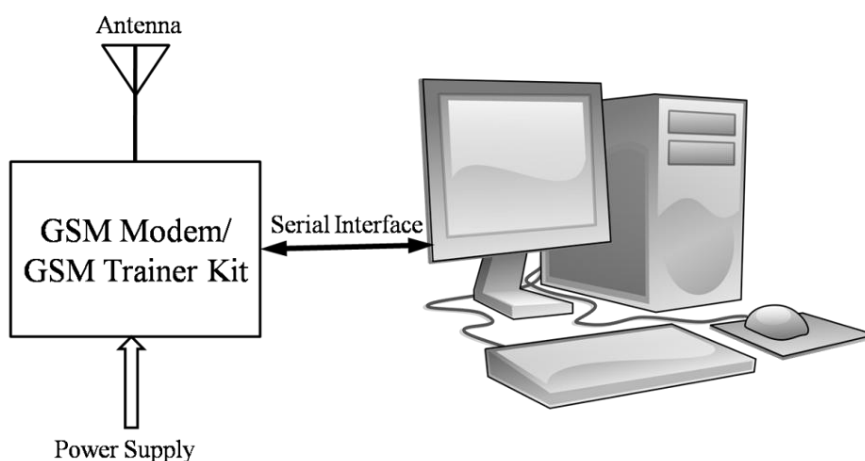 Antenna
GSM Modem/
GSM Trainer Kit
Serial Interface
Power Supply